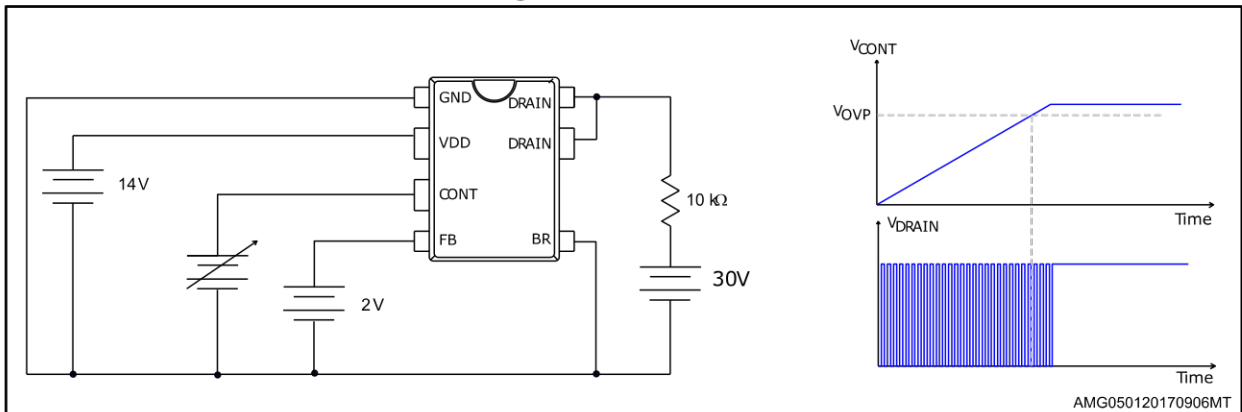 GND
DRAIN
VDD
DRAIN
14V
CONT
10 kΩ
FB
BR
30V
2V
VCONT
VOVP
Time
VDRAIN
Time
AMG050120170906MT